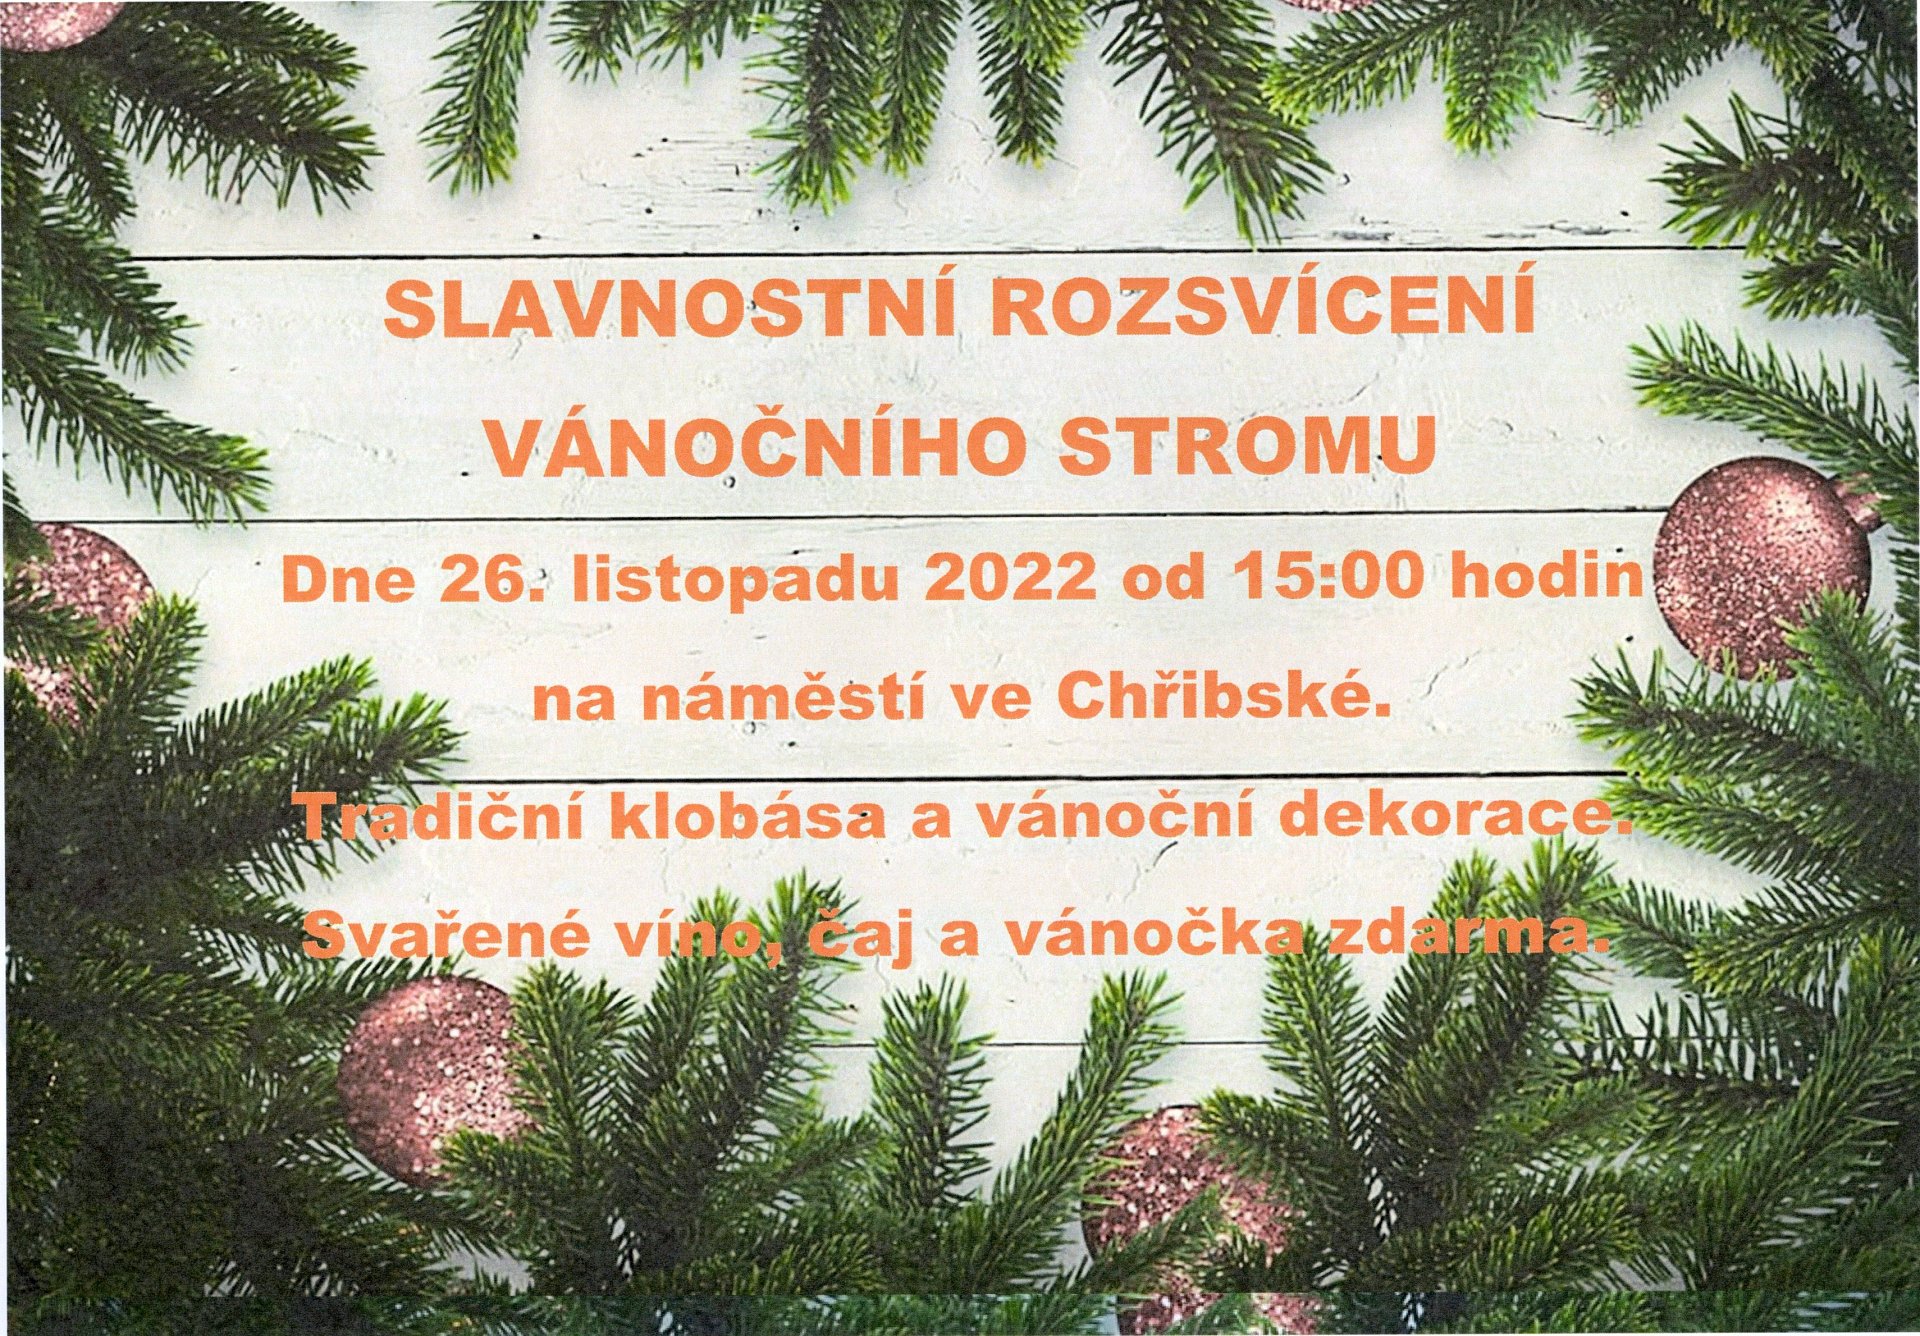 SLAVNOSTNÍ ROZSVÍCENÍ
VÁNOČNÍHO STROMU
Dne 26. listopadu 2022 od 15:00 hodin
na náměstí ve Chřibské.
Tradiční klobása a vánoční dekorace.
Svařené víno, čaj a vánočka zdarma.